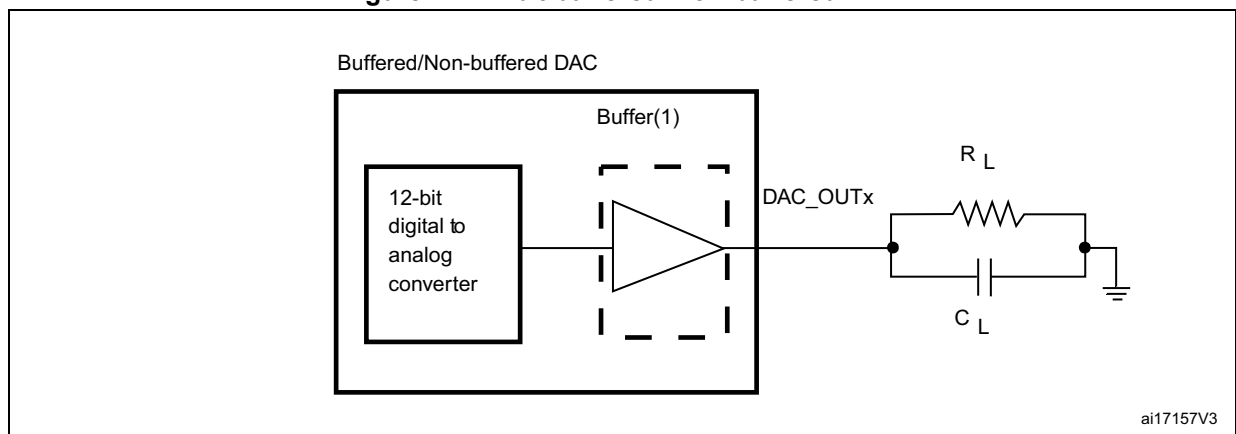 Buffered/Non-buffered DAC
Buffer(1)
12-bit
digital to
analog
converter
DAC_OUTx
R L
C L
ai17157V3